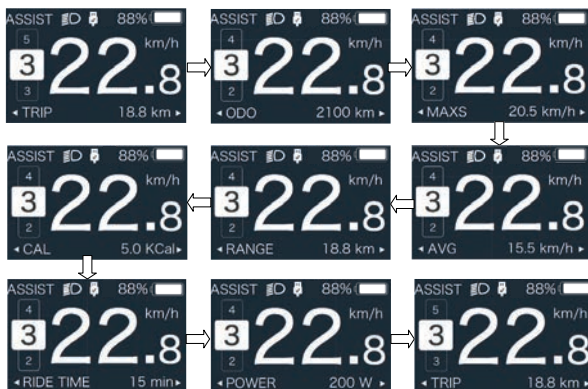 ASSIST 88%
5
km/h
3 22.8
3
◂ TRIP 18.8 km ▸
ASSIST 88%
4
km/h
3 22.8
2
◂ ODO 2100 km ▸
ASSIST 88%
4
km/h
3 22.8
2
◂ MAXS 20.5 km/h ▸
ASSIST 88%
4
km/h
3 22.8
2
◂ CAL 5.0 KCal ▸
ASSIST 88%
4
km/h
3 22.8
2
◂ RANGE 18.8 km ▸
ASSIST 88%
4
km/h
3 22.8
2
◂ AVG 15.5 km/h ▸
ASSIST 88%
4
km/h
3 22.8
2
◂ RIDE TIME 15 min ▸
ASSIST 88%
4
km/h
3 22.8
2
◂ POWER 200 W ▸
ASSIST 88%
5
km/h
3 22.8
3
◂ TRIP 18.8 km ▸